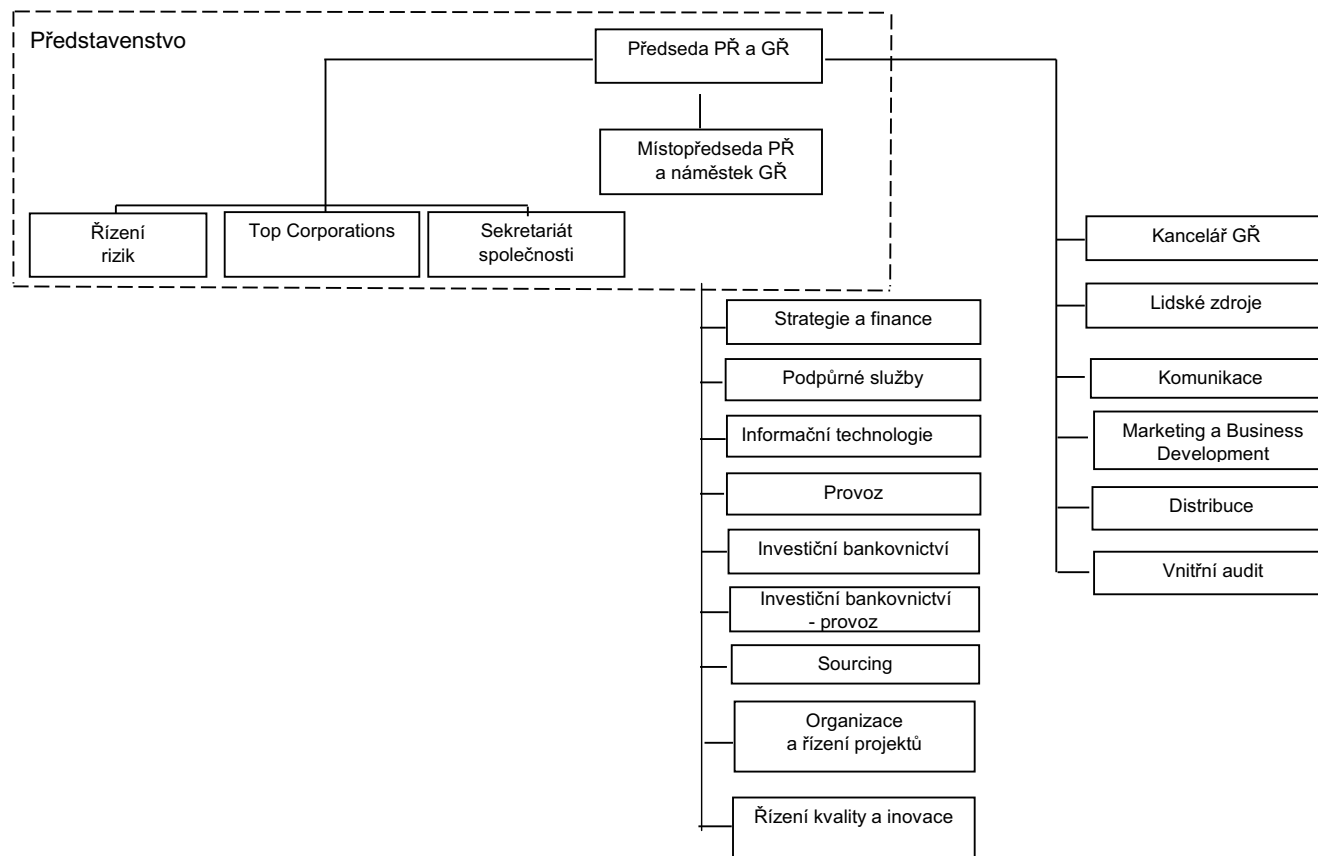 Představenstvo
Předseda PŘ a GŘ
Místopředseda PŘ
a náměstek GŘ
Řízení
rizik
Top Corporations
Sekretariát
společnosti
Strategie a finance
Podpůrné služby
Informační technologie
Provoz
Investiční bankovnictví
Investiční bankovnictví
- provoz
Sourcing
Organizace
a řízení projektů
Řízení kvality a inovace
Kancelář GŘ
Lidské zdroje
Komunikace
Marketing a Business
Development
Distribuce
Vnitřní audit